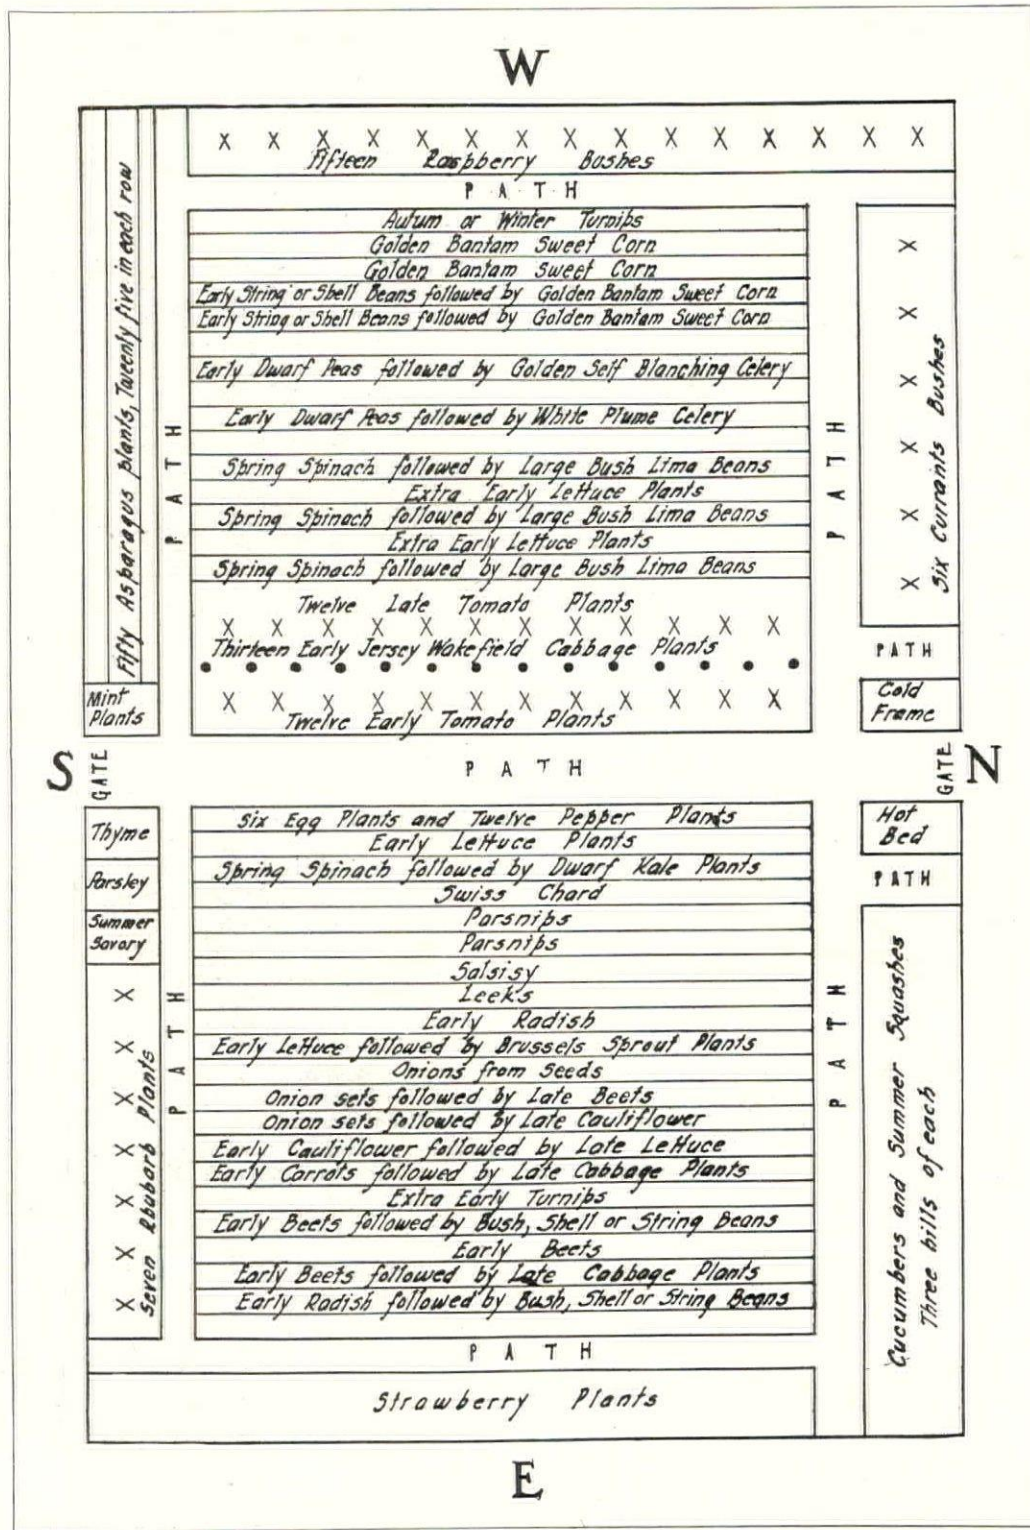 W
Fifteen Raspberry Bushes
PATH
Fifty Asparagus plants, Tweenly five in each row
PATH
Mint
Plants
Autum or Winter Turnips
Golden Bantam Sweet Corn
Golden Bantam Sweet Corn
Early String or Shell Beans followed by Golden Bantam Sweet Corn
Early String or Shell Beans followed by Golden Bantam Sweet Corn
Early Dwarf Peas followed by Golden Self Blanching Celery
Early Dwarf Peas followed by White Plume Celery
Spring Spinach followed by Large Bush Lima Beans
Extra Early Lettuce Plants
Spring Spinach followed by Large Bush Lima Beans
Extra Early Lettuce Plants
Spring Spinach followed by Large Bush Lima Beans
Twelve Late Tomato Plants
Thirteen Early Jersey Wakefield Cabbage Plants
Twelve Early Tomato Plants
PATH
Six Currants Bushes
PATH
Cold
Frame
S
GATE
PATH
GATE
N
Thyme
Parsley
Summer
Savory
Seven Rhubarb Plants
PATH
Six Egg Plants and Twelve Pepper Plants
Early Lettuce Plants
Spring Spinach followed by Dwarf Kale Plants
Swiss Chard
Parsnips
Parsnips
Salsisy
Leeks
Early Radish
Early Lettuce followed by Brussels Sprout Plants
Onions from Seeds
Onion sets followed by Late Beets
Onion sets followed by Late Cauliflower
Early Cauliflower followed by Late Lettuce
Early Carrots followed by Late Cabbage Plants
Extra Early Turnips
Early Beets followed by Bush, Shell or String Beans
Early Beets
Early Beets followed by Late Cabbage Plants
Early Radish followed by Bush, Shell or String Beans
PATH
Hot
Bed
PATH
Cucumbers and Summer Squashes
Three hills of each
PATH
Strawberry Plants
E